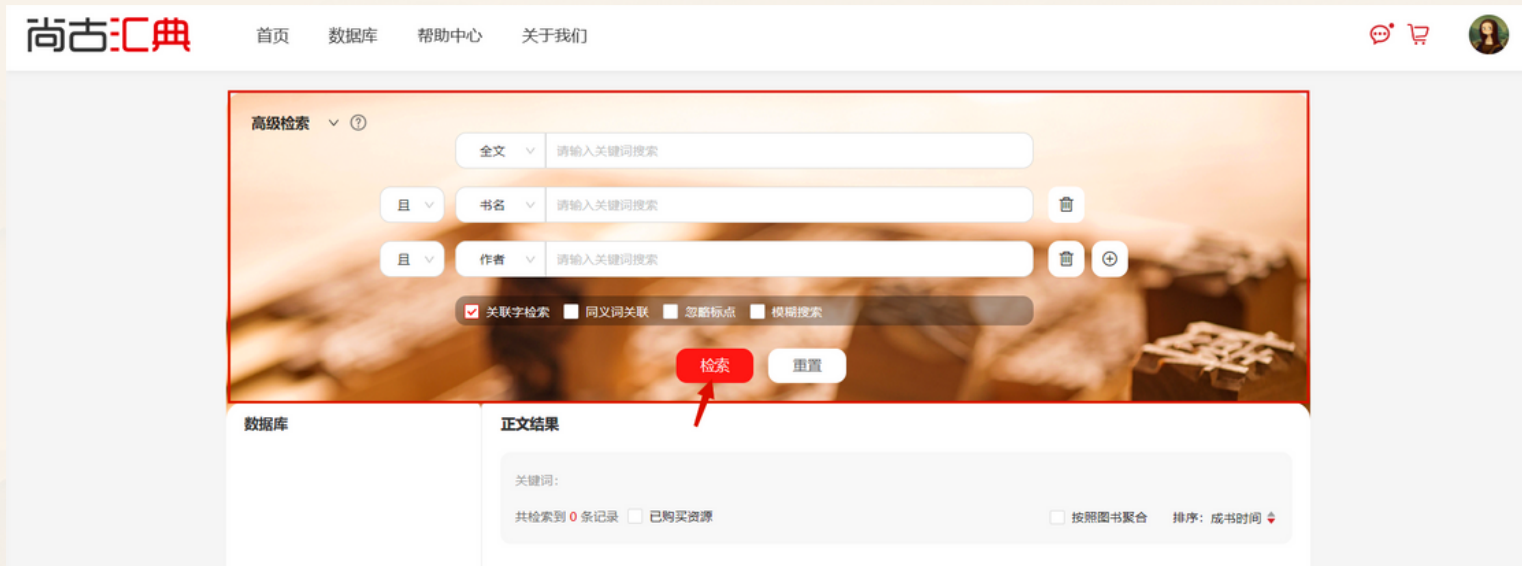 尚古汇典 首页 数据库 帮助中心 关于我们
高级检索
全文 请输入关键词搜索
且 书名 请输入关键词搜索
且 作者 请输入关键词搜索
关联字检索 同义词关联 忽略标点 模糊搜索
检索 重置
数据库 正文结果
关键词:
共检索到 0 条记录 已购买资源 按照图书聚合 排序: 成书时间